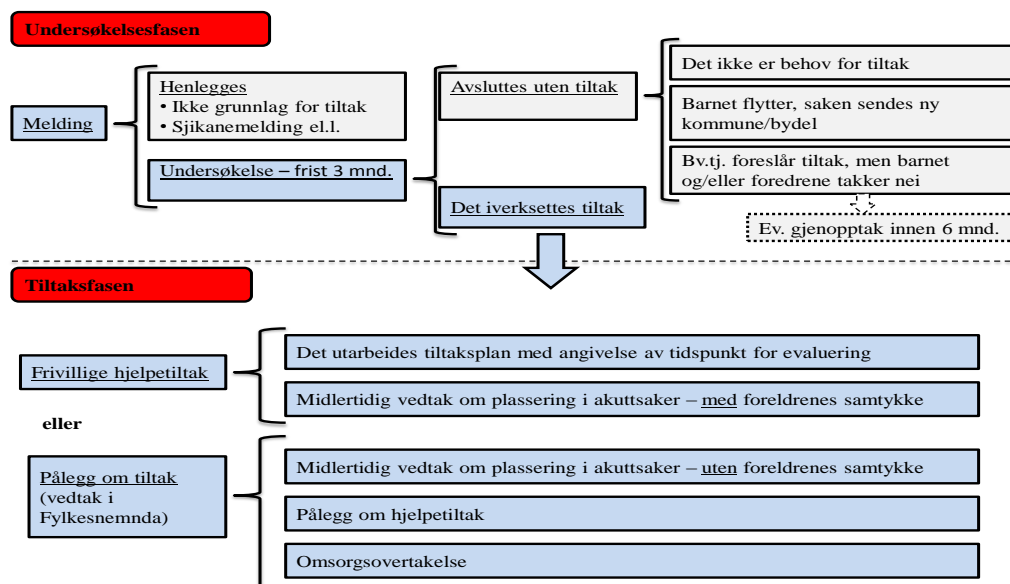 Undersøkelsesfasen
Melding
Henlegges
• Ikke grunnlag for tiltak
• Sjikanemelding el.l.
Undersøkelse – frist 3 mnd.
Avsluttes uten tiltak
Det iverksettes tiltak
Det ikke er behov for tiltak
Barnet flytter, saken sendes ny
kommune/bydel
Bv.tj. foreslår tiltak, men barnet
og/eller foredrene takker nei
Ev. gjenopptak innen 6 mnd.
Tiltaksfasen
Frivillige hjelpetiltak
Det utarbeides tiltaksplan med angivelse av tidspunkt for evaluering
Midlertidig vedtak om plassering i akuttsaker – med foreldrenes samtykke
eller
Pålegg om tiltak
(vedtak i
Fylkesnemnda)
Midlertidig vedtak om plassering i akuttsaker – uten foreldrenes samtykke
Pålegg om hjelpetiltak
Omsorgsovertakelse